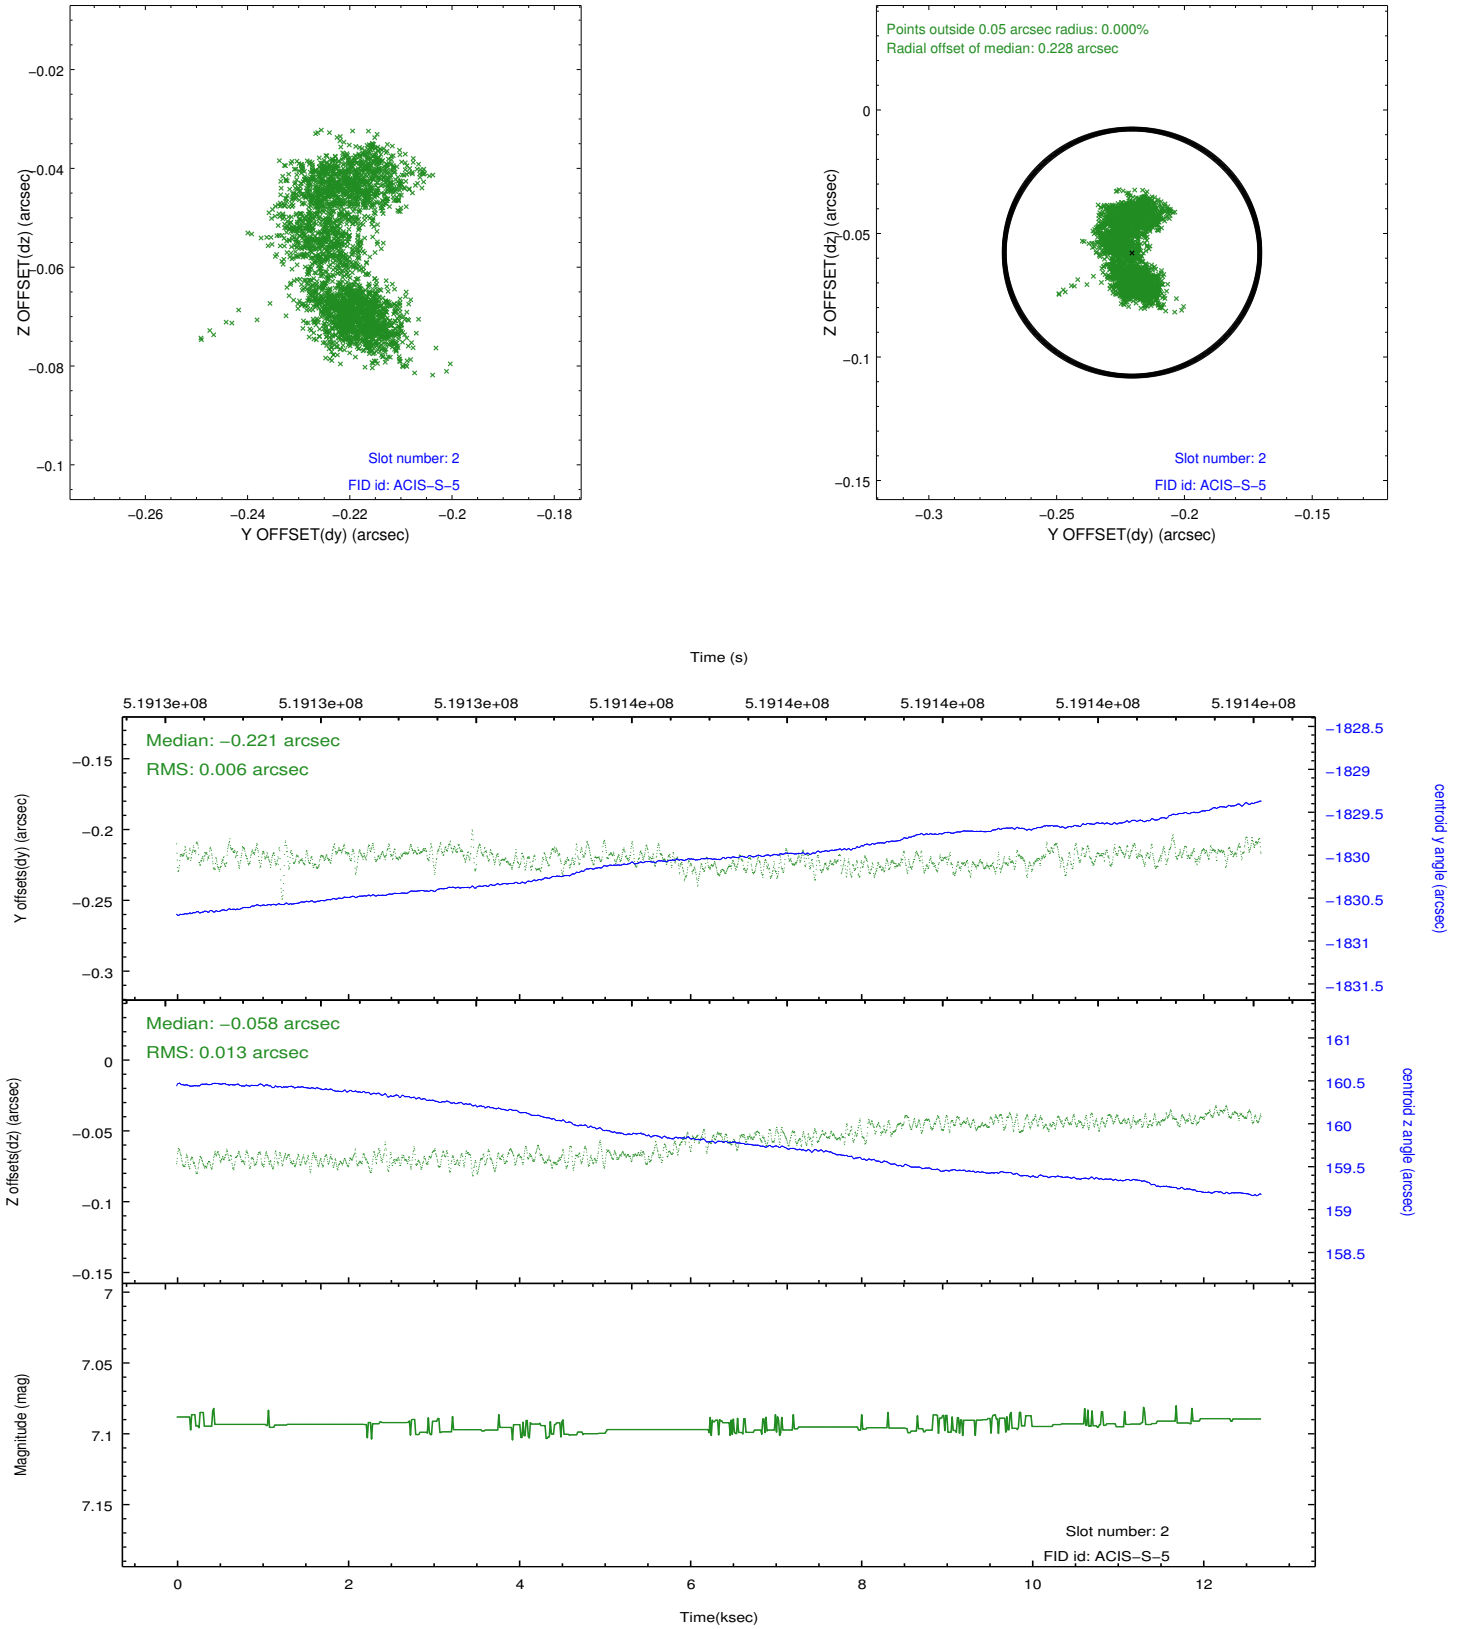 −0.02
−0.04
−0.06
−0.08
−0.1
Z OFFSET(dz) (arcsec)
Slot number: 2
FID id: ACIS−S−5
−0.26
−0.24
−0.22
−0.2
−0.18
Y OFFSET(dy) (arcsec)
Points outside 0.05 arcsec radius: 0.000%
Radial offset of median: 0.228 arcsec
0
−0.05
−0.1
−0.15
Z OFFSET(dz) (arcsec)
Slot number: 2
FID id: ACIS−S−5
−0.3
−0.25
−0.2
−0.15
Y OFFSET(dy) (arcsec)
Time (s)
5.1913e+08
5.1913e+08
5.1913e+08
5.1914e+08
5.1914e+08
5.1914e+08
5.1914e+08
5.1914e+08
Median: −0.221 arcsec
RMS: 0.006 arcsec
−0.15
−0.2
−0.25
−0.3
Y offsets(dy) (arcsec)
−1828.5
−1829
−1829.5
−1830
−1830.5
−1831
−1831.5
centroid y angle (arcsec)
Median: −0.058 arcsec
RMS: 0.013 arcsec
0
−0.05
−0.1
−0.15
Z offsets(dz) (arcsec)
161
160.5
160
159.5
159
158.5
centroid z angle (arcsec)
7
7.05
7.1
7.15
Magnitude (mag)
Slot number: 2
FID id: ACIS−S−5
0
2
4
6
8
10
12
Time(ksec)